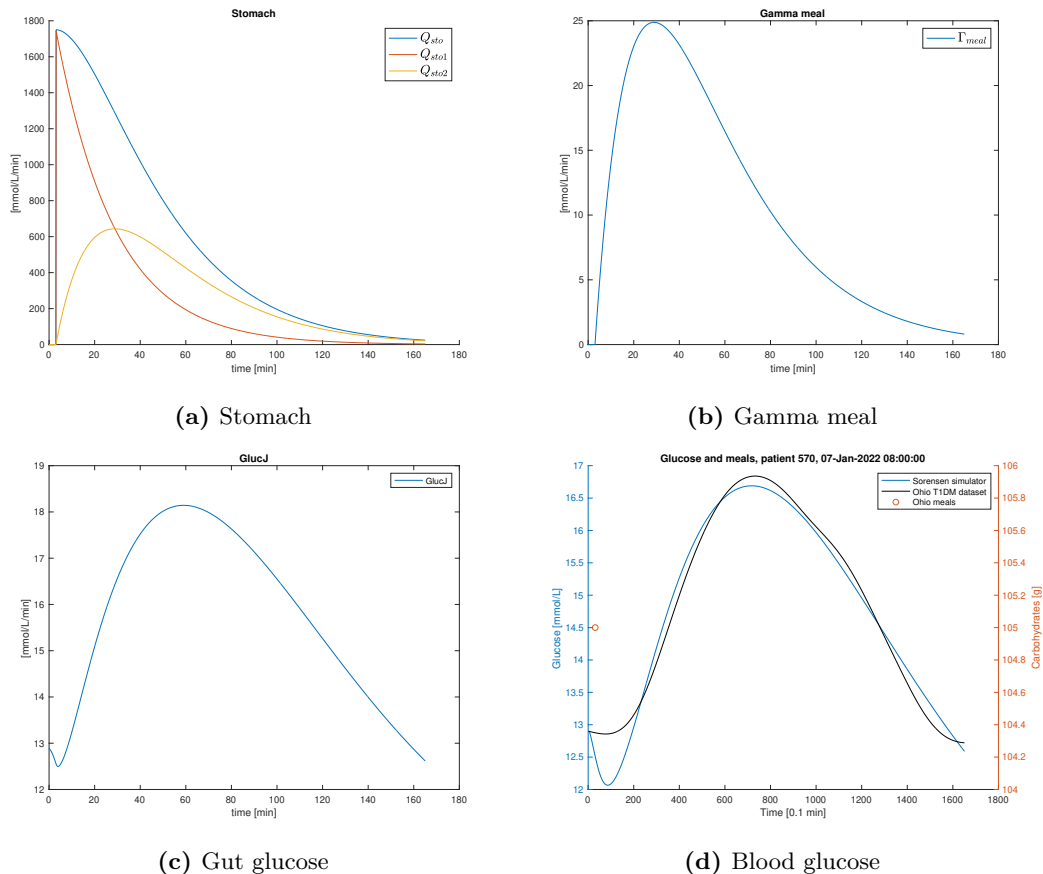 Stomach
1800
1600
1400
1200
1000
800
600
400
200
0
[mmol/L/min]
0 20 40 60 80 100 120 140 160 180
time [min]
Q_sto
Q_sto1
Q_sto2
(a) Stomach
Gamma meal
25
20
15
10
5
0
[mmol/L/min]
0 20 40 60 80 100 120 140 160 180
time [min]
Γ_meal
(b) Gamma meal
GlucJ
19
18
17
16
15
14
13
12
[mmol/L/min]
0 20 40 60 80 100 120 140 160 180
time [min]
GlucJ
(c) Gut glucose
Glucose and meals, patient 570, 07-Jan-2022 08:00:00
17
16.5
16
15.5
15
14.5
14
13.5
13
12.5
12
Glucose [mmol/L]
0 200 400 600 800 1000 1200 1400 1600 1800
Time [0.1 min]
Sorensen simulator
Ohio T1DM dataset
Ohio meals
106
105.8
105.6
105.4
105.2
105
104.8
104.6
104.4
104.2
104
Carbohydrates [g]
(d) Blood glucose